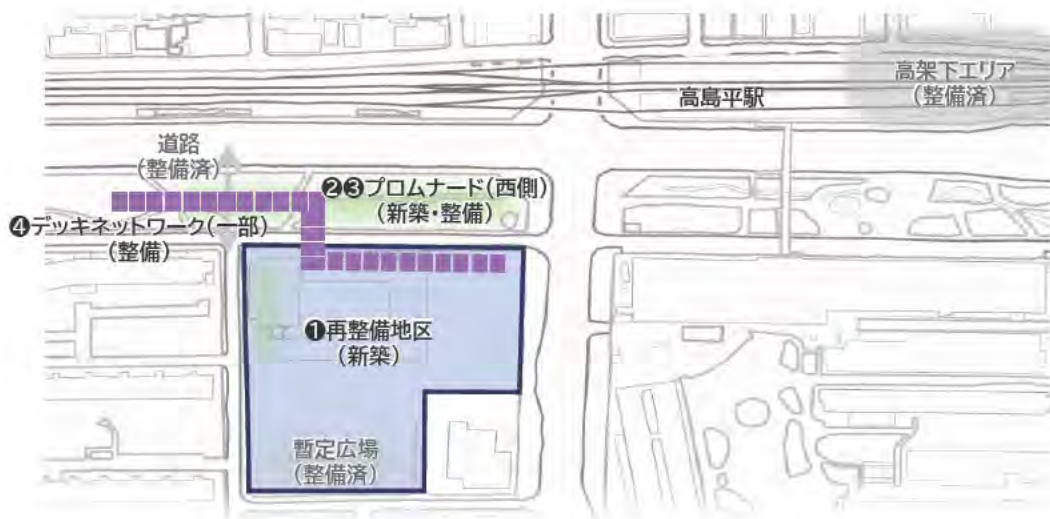 高架下エリア
(整備済)
高島平駅
道路
(整備済)
❷❸プロムナード(西側)
(新築・整備)
❹デッキネットワーク(一部)
(整備)
❶再整備地区
(新築)
暫定広場
(整備済)